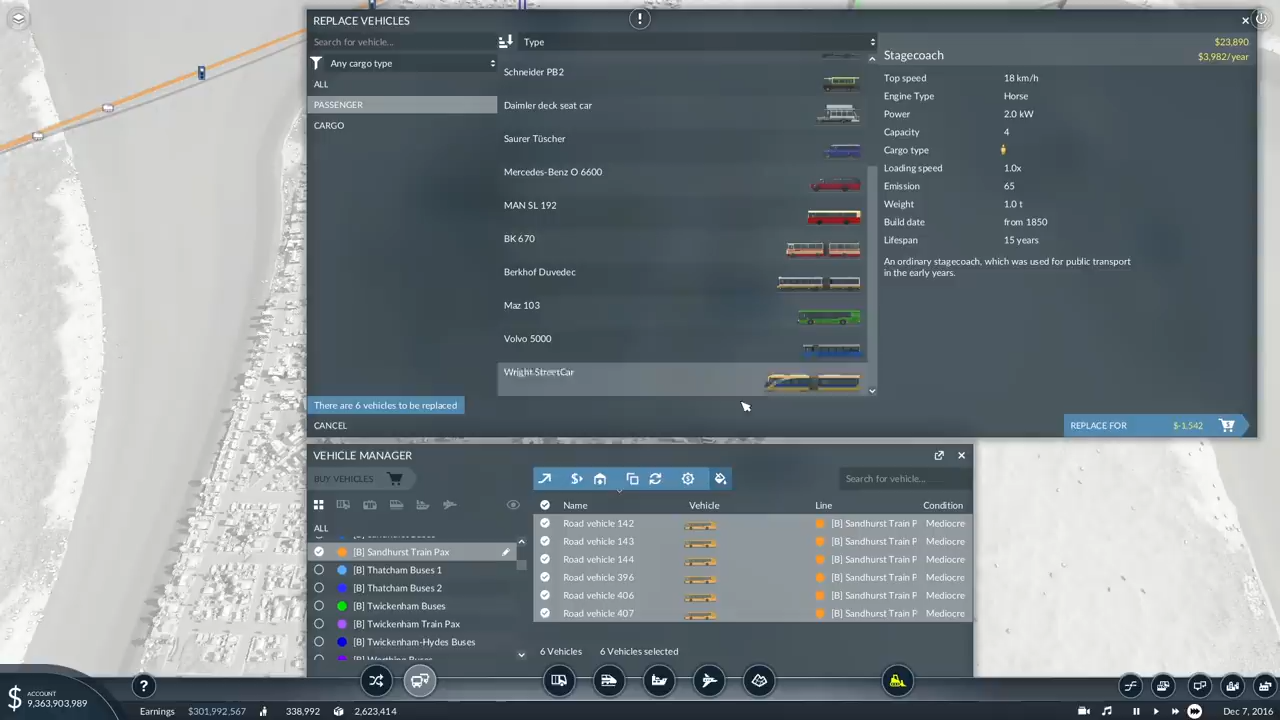 REPLACE VEHICLES
Search for vehicle...
Type
Any cargo type
ALL
PASSENGER
CARGO
Schneider PB2
Daimler deck seat car
Saurer Tüscher
Mercedes-Benz O 6600
MAN SL 192
BK 670
Berkhof Duvedec
Maz 103
Volvo 5000
Wright StreetCar
Stagecoach
$23,890
$3,982/year
Top speed 18 km/h
Engine Type Horse
Power 2.0 kW
Capacity 4
Cargo type
Loading speed 1.0x
Emission 65
Weight 1.0 t
Build date from 1850
Lifespan 15 years
An ordinary stagecoach, which was used for public transport
in the early years.
There are 6 vehicles to be replaced
CANCEL
REPLACE FOR $-1,542
VEHICLE MANAGER
BUY VEHICLES
Search for vehicle...
ALL
[B] Sandhurst Train Pax
[B] Thatcham Buses 1
[B] Thatcham Buses 2
[B] Twickenham Buses
[B] Twickenham Train Pax
[B] Twickenham-Hydes Buses
Name Vehicle Line Condition
Road vehicle 142 [B] Sandhurst Train P Mediocre
Road vehicle 143 [B] Sandhurst Train P Mediocre
Road vehicle 144 [B] Sandhurst Train P Mediocre
Road vehicle 396 [B] Sandhurst Train P Mediocre
Road vehicle 406 [B] Sandhurst Train P Mediocre
Road vehicle 407 [B] Sandhurst Train P Mediocre
6 Vehicles 6 Vehicles selected
$ ACCOUNT
9,363,903,989
?
Earnings $301,992,567 338,992 2,623,414
Dec 7, 2016